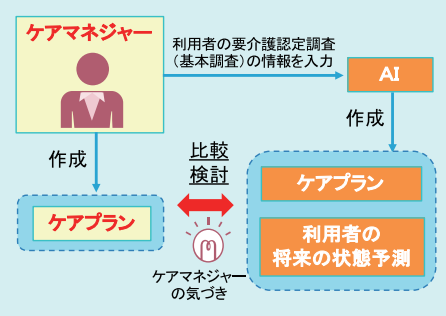 ケアマネジャー
利用者の要介護認定調査
（基本調査）の情報を入力
AI
作成
作成
比較
検討
ケアプラン
ケアプラン
利用者の
将来の状態予測
ケアマネジャー
の気づき